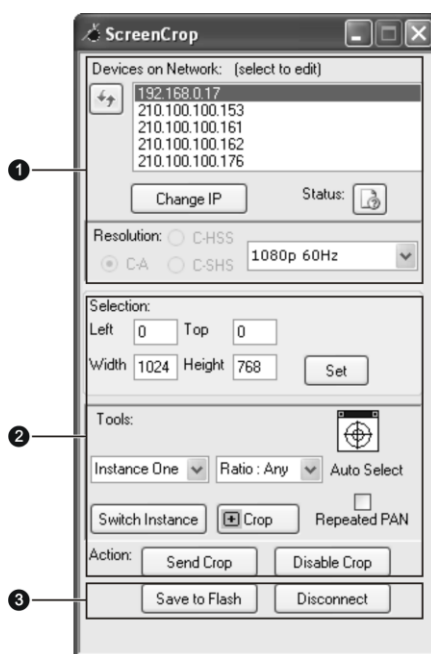 ScreenCrop
Devices on Network: (select to edit)
192.168.0.17
210.100.100.153
210.100.100.161
210.100.100.162
210.100.100.176
1
Change IP
Status:
Resolution: C-HSS
1080p 60Hz
C-A C-SHS
Selection:
Left 0 Top 0
Width 1024 Height 768
Set
2
Tools:
Instance One Ratio : Any Auto Select
Switch Instance Crop Repeated PAN
Action: Send Crop Disable Crop
3
Save to Flash Disconnect